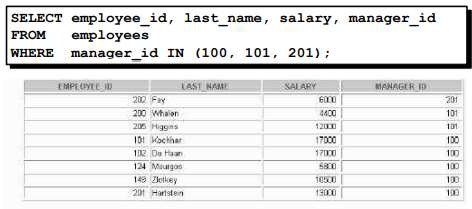 SELECT employee_id, last_name, salary, manager_id
FROM employees
WHERE manager_id IN (100, 101, 201);
EMPLOYEE_ID LAST_NAME SALARY MANAGER_ID
202 Fay 6000 201
200 Whalen 4400 101
205 Higgins 12000 101
101 Kochhar 17000 100
102 De Haan 17000 100
124 Mourgos 5800 100
149 Zlotkey 10500 100
201 Hartstein 13000 100